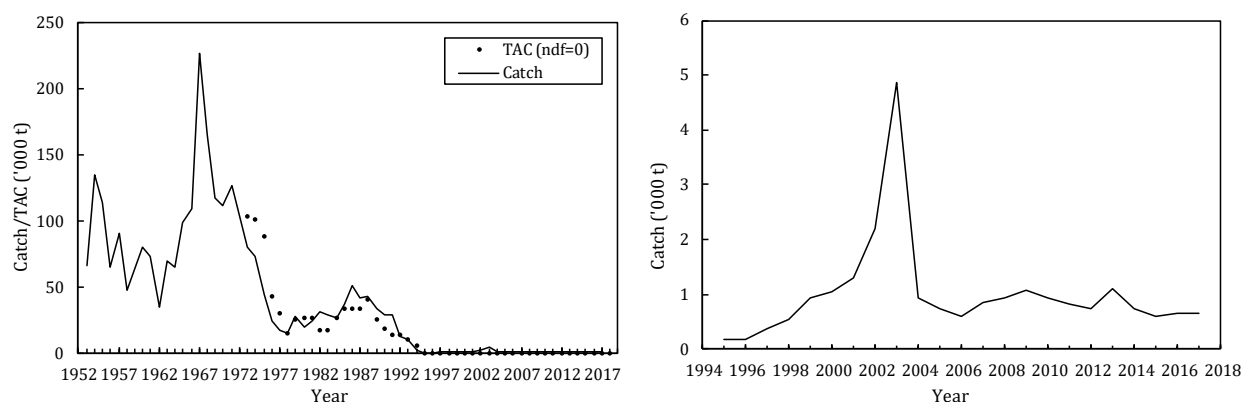 Catch/TAC ('000 t)
250
200
150
100
50
0
TAC (ndf=0)
Catch
1952 1957 1962 1967 1972 1977 1982 1987 1992 1997 2002 2007 2012 2017
Year
Catch ('000 t)
6
5
4
3
2
1
0
1994 1996 1998 2000 2002 2004 2006 2008 2010 2012 2014 2016 2018
Year